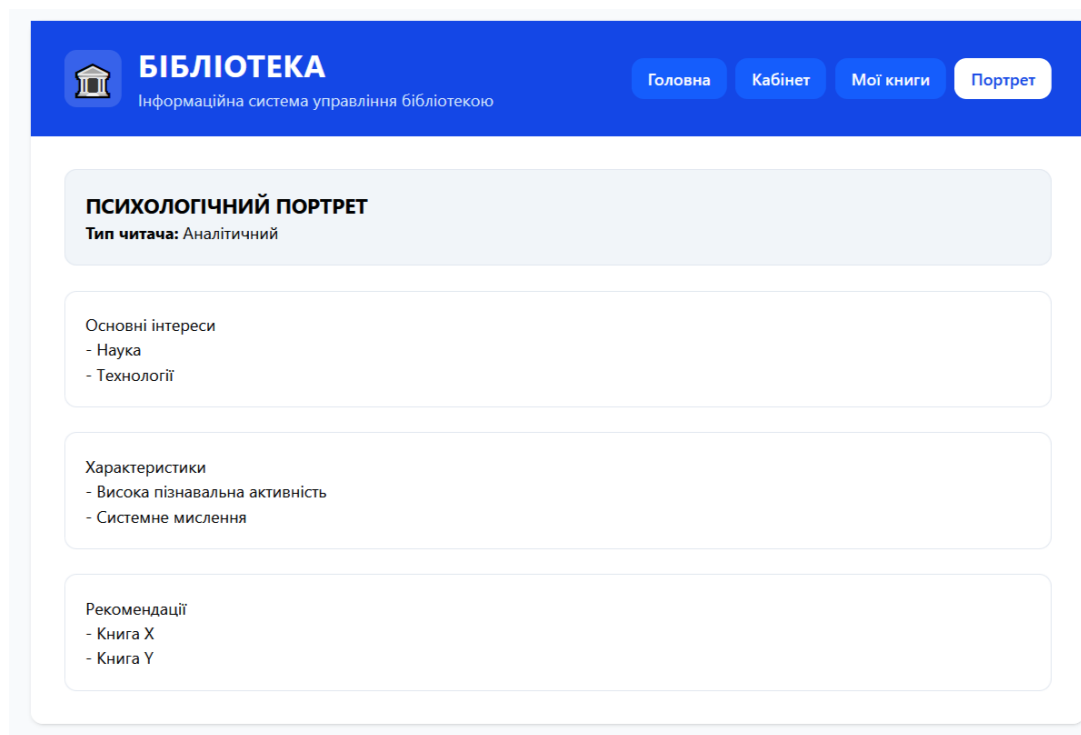 БІБЛІОТЕКА
Інформаційна система управління бібліотекою
Головна
Кабінет
Мої книги
Портрет
ПСИХОЛОГІЧНИЙ ПОРТРЕТ
Тип читача: Аналітичний
Основні інтереси
- Наука
- Технології
Характеристики
- Висока пізнавальна активність
- Системне мислення
Рекомендації
- Книга X
- Книга Y